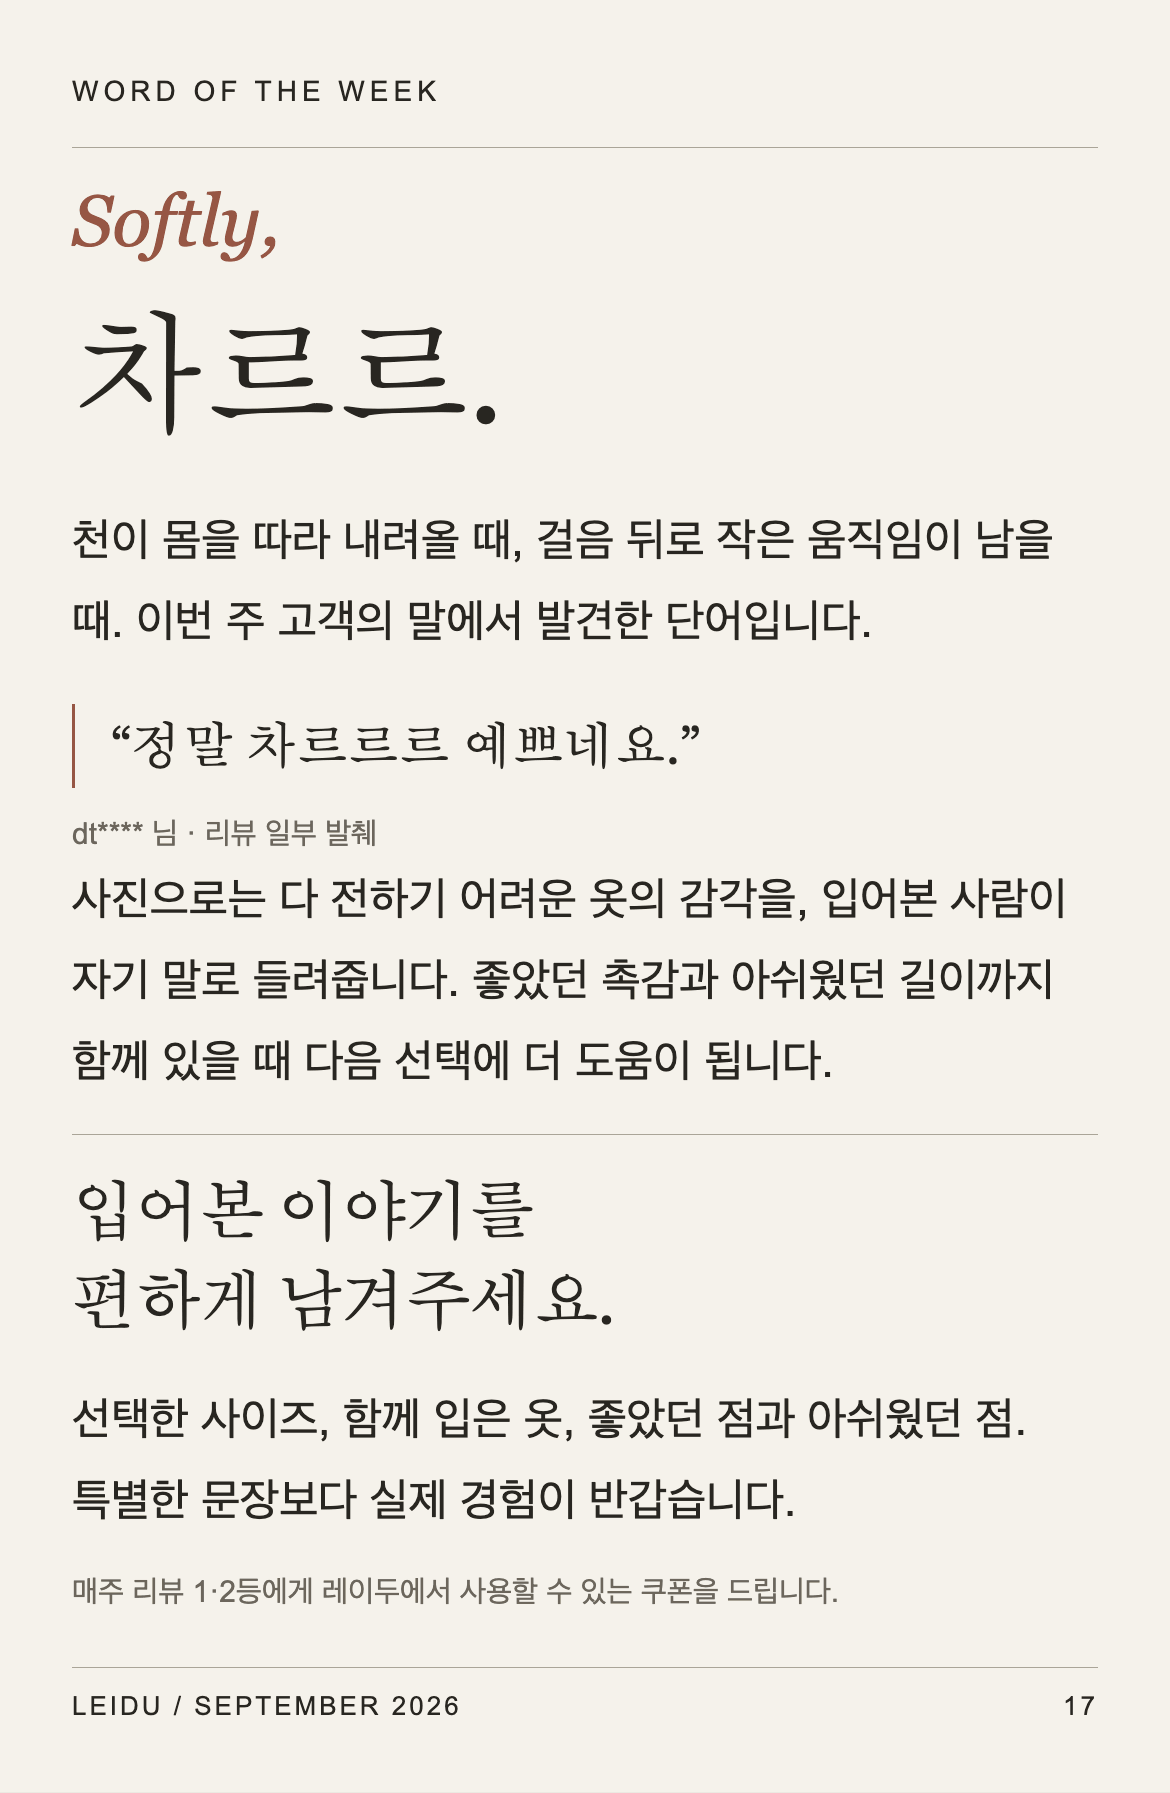 WORD OF THE WEEK
Softly,
차르르.
천이 몸을 따라 내려올 때, 걸음 뒤로 작은 움직임이 남을
때. 이번 주 고객의 말에서 발견한 단어입니다.
“정말 차르르르 예쁘네요.”
dt**** 님 · 리뷰 일부 발췌
사진으로는 다 전하기 어려운 옷의 감각을, 입어본 사람이
자기 말로 들려줍니다. 좋았던 촉감과 아쉬웠던 길이까지
함께 있을 때 다음 선택에 더 도움이 됩니다.
입어본 이야기를
편하게 남겨주세요.
선택한 사이즈, 함께 입은 옷, 좋았던 점과 아쉬웠던 점.
특별한 문장보다 실제 경험이 반갑습니다.
매주 리뷰 1·2등에게 레이두에서 사용할 수 있는 쿠폰을 드립니다.
LEIDU / SEPTEMBER 2026 17